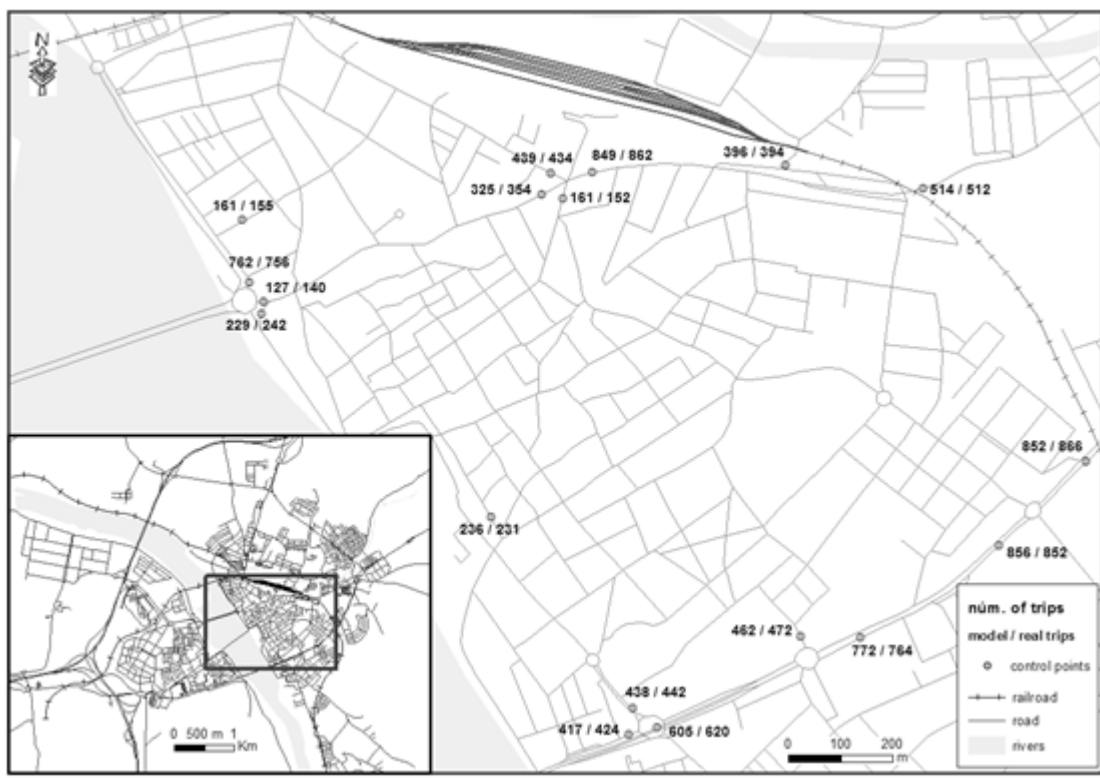 N
396 / 394
439 / 434
849 / 862
325 / 354
161 / 152
514 / 512
161 / 155
762 / 756
127 / 140
229 / 242
852 / 866
236 / 231
856 / 852
462 / 472
772 / 764
438 / 442
417 / 424
605 / 620
núm. of trips
model / real trips
control points
railroad
road
rivers
0 500 m 1
Km
0 100 200
m